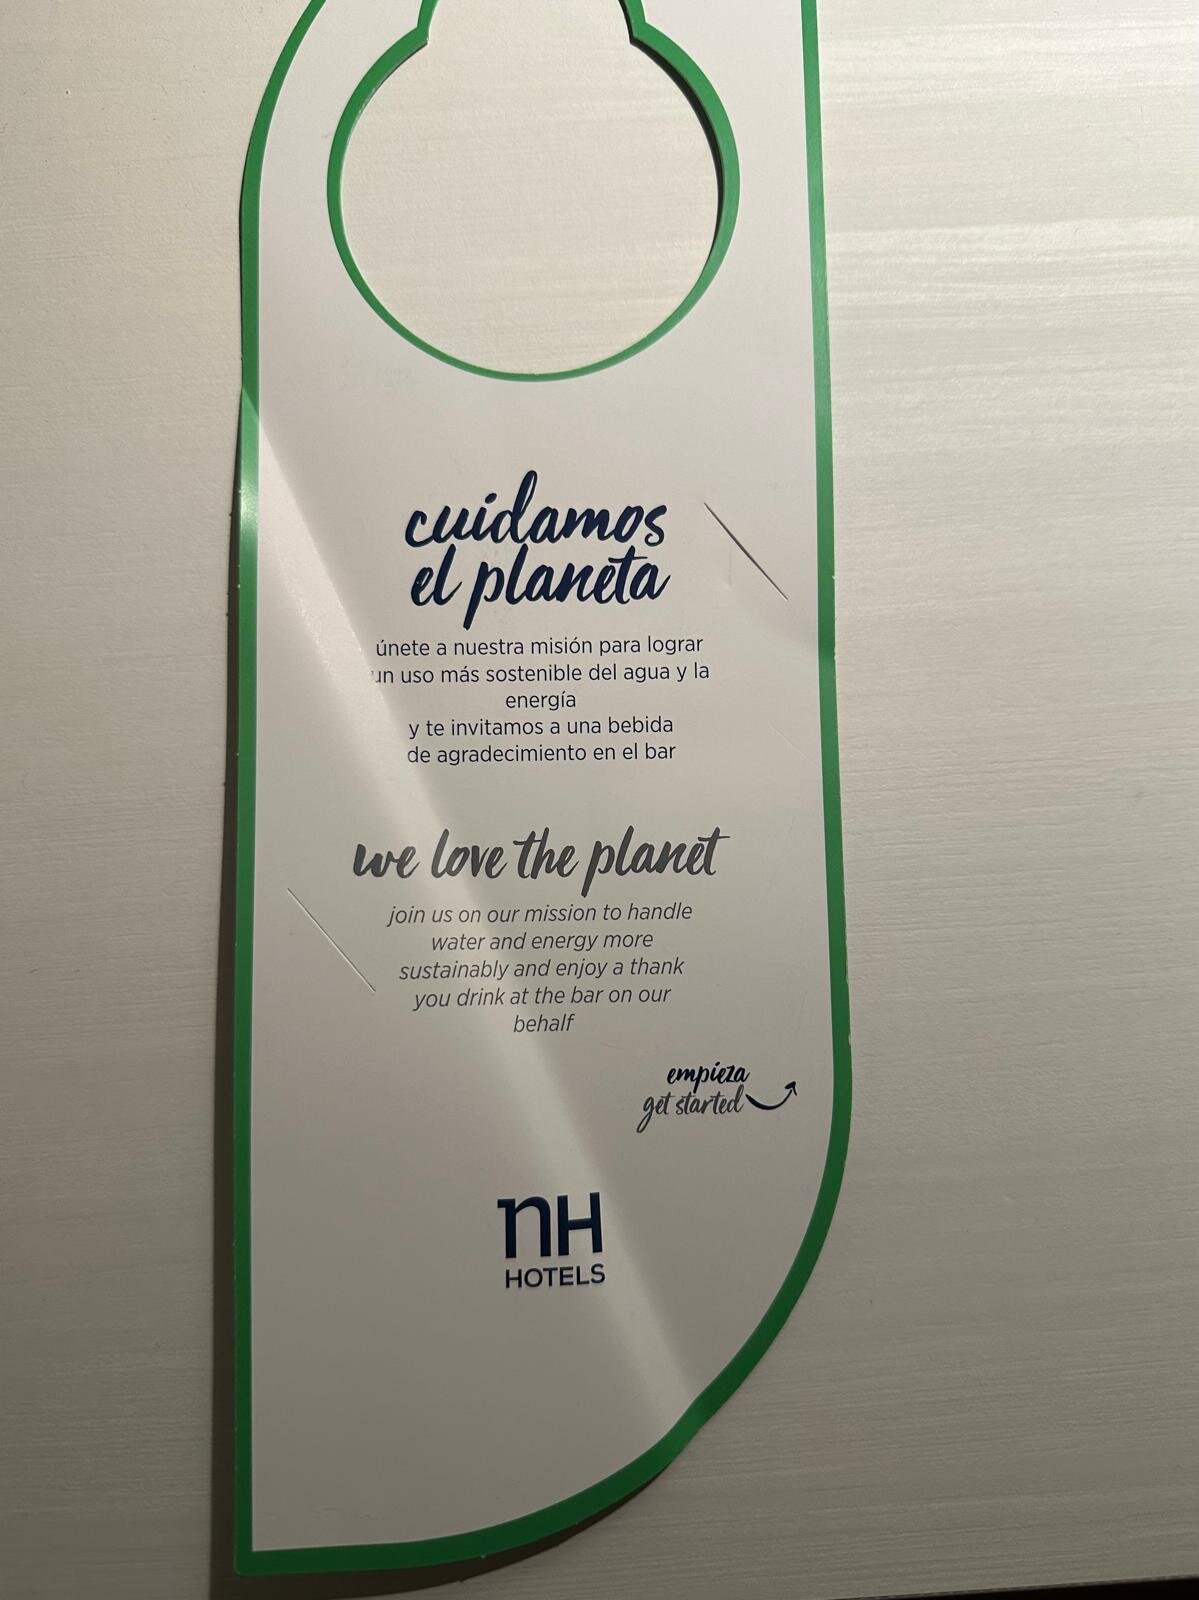 cuidamos
el planeta
únete a nuestra misión para lograr
un uso más sostenible del agua y la
energía
y te invitamos a una bebida
de agradecimiento en el bar
we love the planet
join us on our mission to handle
water and energy more
sustainably and enjoy a thank
you drink at the bar on our
behalf
empieza
get started
nH
HOTELS